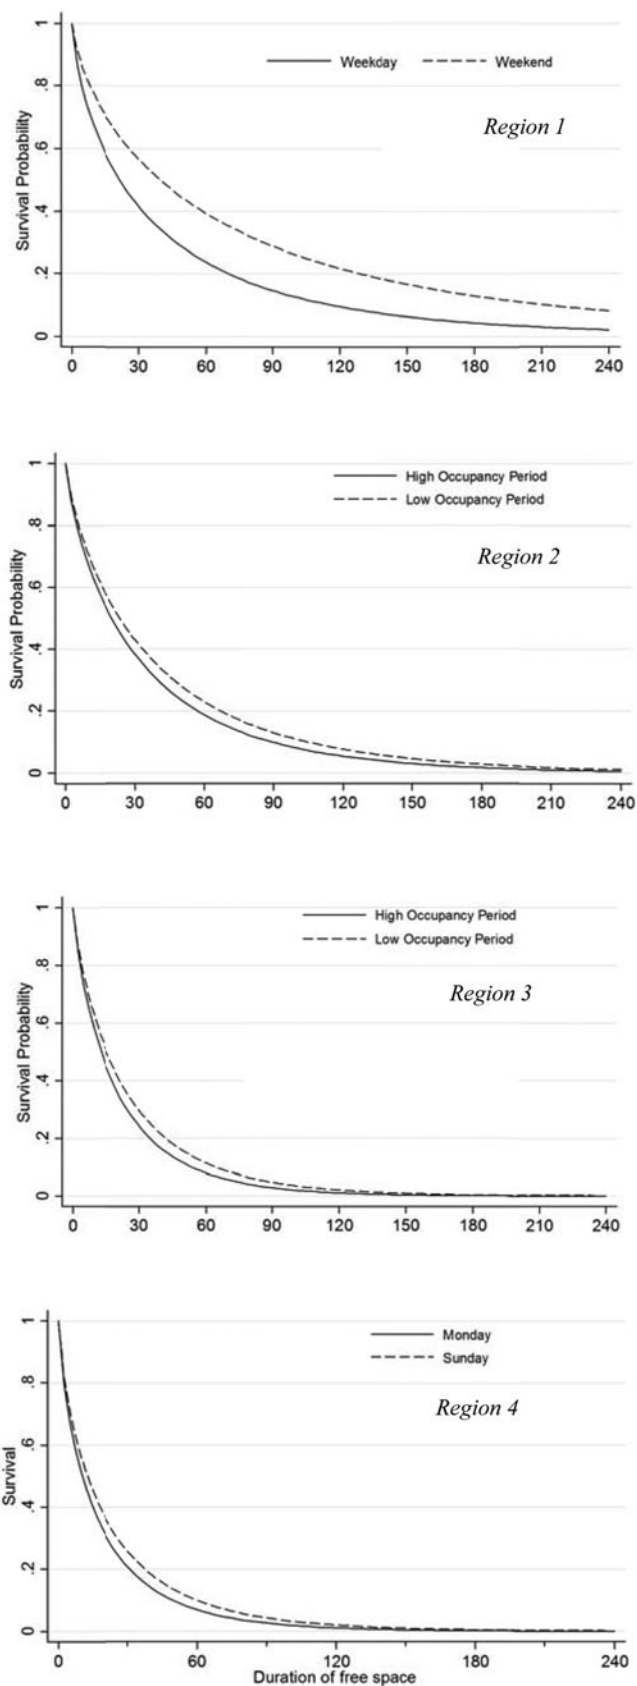 Weekday Weekend
Region 1
Survival Probability
1
.8
.6
.4
.2
0
0 30 60 90 120 150 180 210 240
High Occupancy Period
Low Occupancy Period
Region 2
Survival Probability
1
.8
.6
.4
.2
0
0 30 60 90 120 150 180 210 240
High Occupancy Period
Low Occupancy Period
Region 3
Survival Probability
1
.8
.6
.4
.2
0
0 30 60 90 120 150 180 210 240
Monday
Sunday
Region 4
Survival
1
.8
.6
.4
.2
0
0 60 120 180 240
Duration of free space